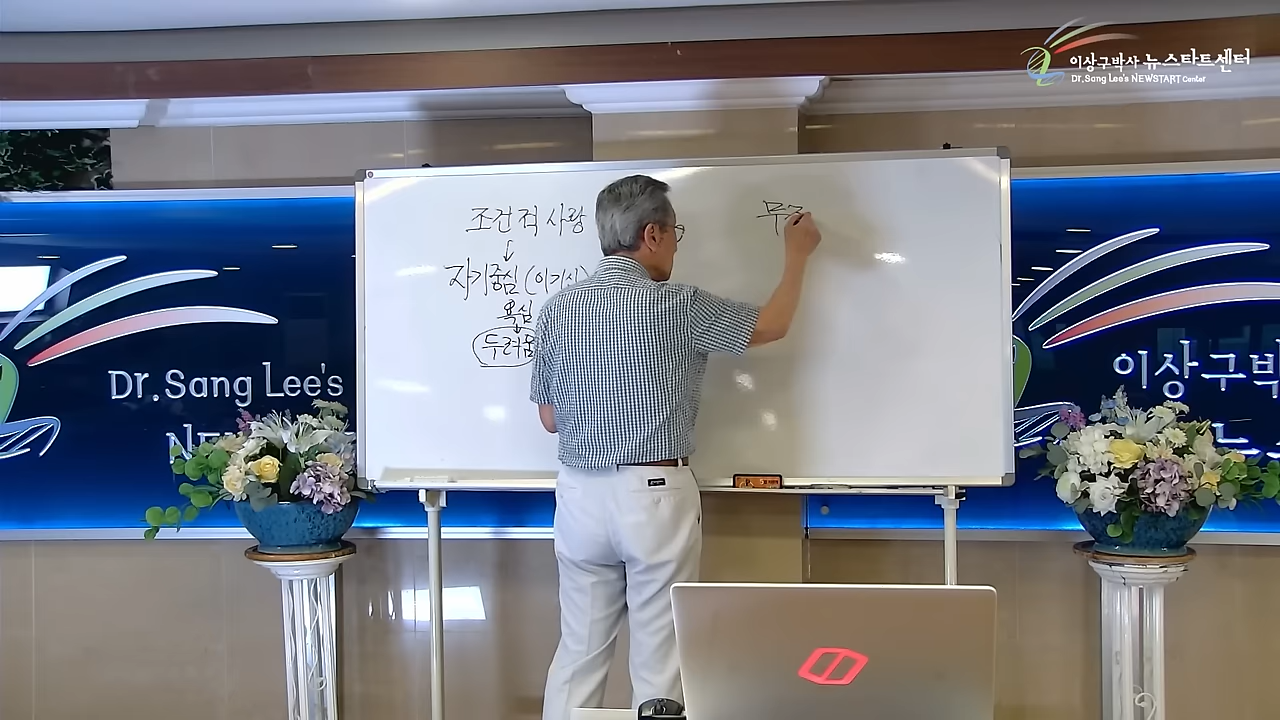 이상구박사 뉴스타트센터
Dr.Sang Lee's NEWSTART Center
조건적 사랑
↓
자기중심(이기심)
욕심
두려움
무조
Dr.Sang Lee's
이상구박